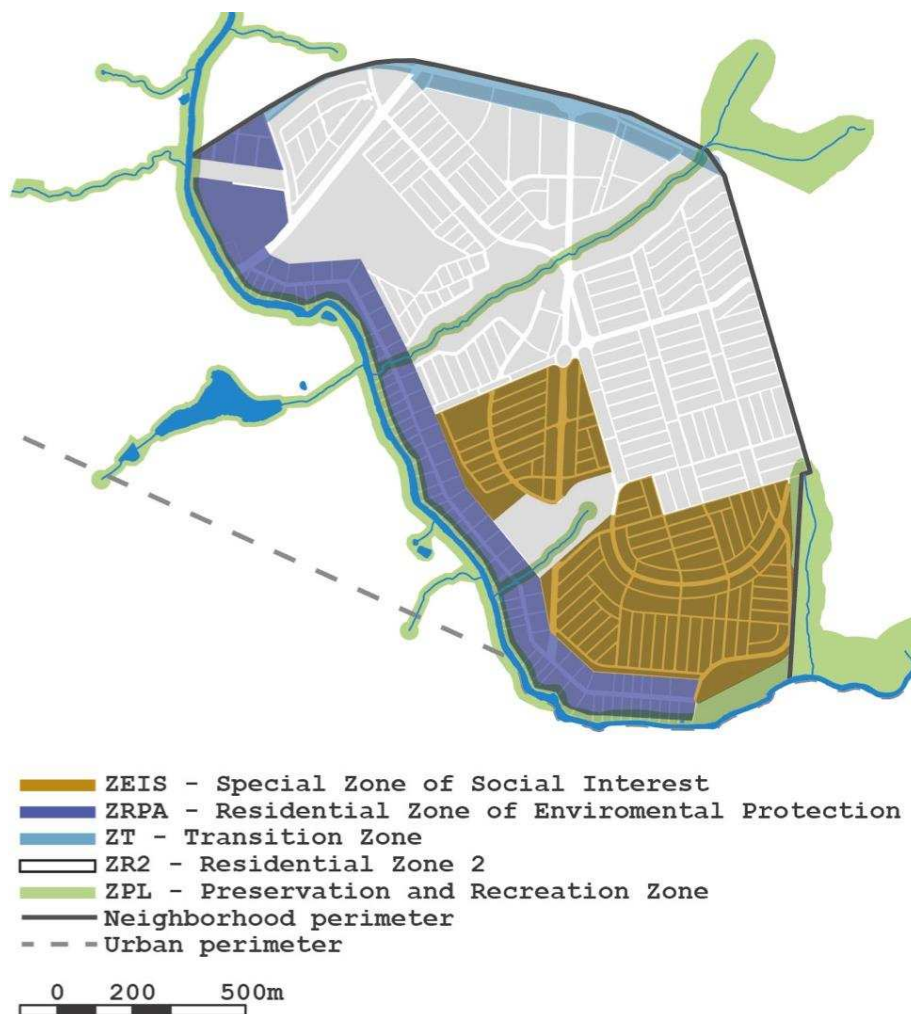 ZEIS - Special Zone of Social Interest
ZRPA - Residential Zone of Enviromental Protection
ZT - Transition Zone
ZR2 - Residential Zone 2
ZPL - Preservation and Recreation Zone
Neighborhood perimeter
Urban perimeter
0 200 500m